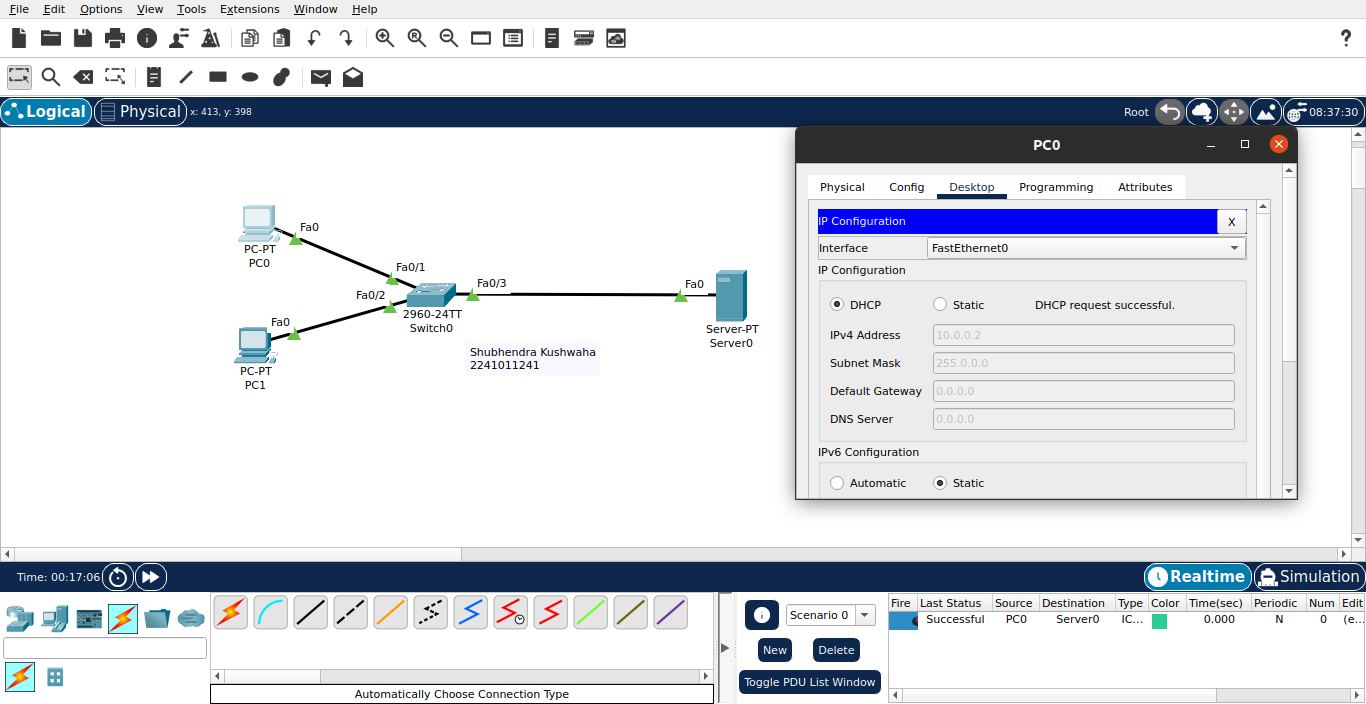 File Edit Options View Tools Extensions Window Help
?
Logical Physical x: 413, y: 398 Root 08:37:30
PC0
Physical Config Desktop Programming Attributes
IP Configuration X
Interface FastEthernet0
IP Configuration
DHCP Static DHCP request successful.
IPv4 Address 10.0.0.2
Subnet Mask 255.0.0.0
Default Gateway 0.0.0.0
DNS Server 0.0.0.0
IPv6 Configuration
Automatic Static
Fa0
PC-PT
PC0
Fa0/1
Fa0/2
Fa0/3
Fa0
2960-24TT
Switch0
Server-PT
Server0
Fa0
PC-PT
PC1
Shubhendra Kushwaha
2241011241
Time: 00:17:06 Realtime Simulation
Automatically Choose Connection Type
Scenario 0
New Delete
Toggle PDU List Window
Fire Last Status Source Destination Type Color Time(sec) Periodic Num Edit
Successful PC0 Server0 IC... 0.000 N 0 (e...